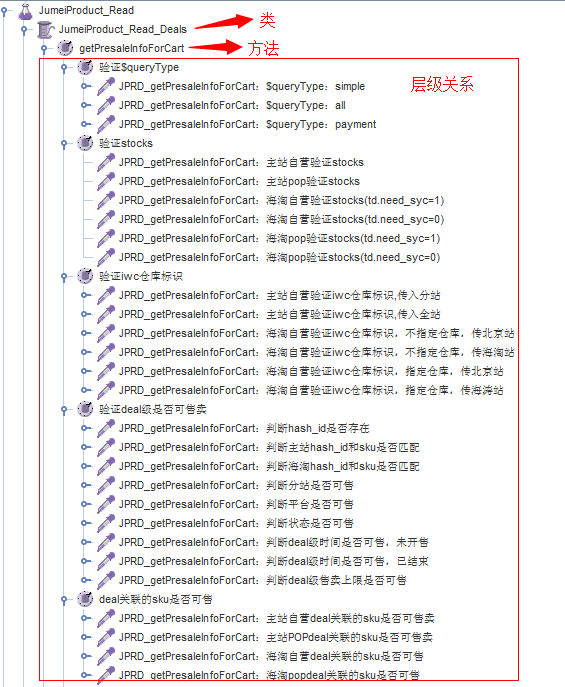 JumeiProduct_Read
JumeiProduct_Read_Deals 类
getPresaleInfoForCart 方法
验证$queryType
层级关系
JPRD_getPresaleInfoForCart：$queryType：simple
JPRD_getPresaleInfoForCart：$queryType：all
JPRD_getPresaleInfoForCart：$queryType：payment
验证stocks
JPRD_getPresaleInfoForCart：主站自营验证stocks
JPRD_getPresaleInfoForCart：主站pop验证stocks
JPRD_getPresaleInfoForCart：海淘自营验证stocks(td.need_syc=1)
JPRD_getPresaleInfoForCart：海淘自营验证stocks(td.need_syc=0)
JPRD_getPresaleInfoForCart：海淘pop验证stocks(td.need_syc=1)
JPRD_getPresaleInfoForCart：海淘pop验证stocks(td.need_syc=0)
验证iwc仓库标识
JPRD_getPresaleInfoForCart：主站自营验证iwc仓库标识,传入分站
JPRD_getPresaleInfoForCart：主站自营验证iwc仓库标识,传入全站
JPRD_getPresaleInfoForCart：海淘自营验证iwc仓库标识，不指定仓库，传北京站
JPRD_getPresaleInfoForCart：海淘自营验证iwc仓库标识，不指定仓库，传海淘站
JPRD_getPresaleInfoForCart：海淘自营验证iwc仓库标识，指定仓库，传北京站
JPRD_getPresaleInfoForCart：海淘自营验证iwc仓库标识，指定仓库，传海涛站
验证deal级是否可售卖
JPRD_getPresaleInfoForCart：判断hash_id是否存在
JPRD_getPresaleInfoForCart：判断主站hash_id和sku是否匹配
JPRD_getPresaleInfoForCart：判断海淘hash_id和sku是否匹配
JPRD_getPresaleInfoForCart：判断分站是否可售
JPRD_getPresaleInfoForCart：判断平台是否可售
JPRD_getPresaleInfoForCart：判断状态是否可售
JPRD_getPresaleInfoForCart：判断deal级时间是否可售，未开售
JPRD_getPresaleInfoForCart：判断deal级时间是否可售，已结束
JPRD_getPresaleInfoForCart：判断deal级售卖上限是否可售
deal关联的sku是否可售
JPRD_getPresaleInfoForCart：主站自营deal关联的sku是否可售卖
JPRD_getPresaleInfoForCart：主站POPdeal关联的sku是否可售卖
JPRD_getPresaleInfoForCart：海淘自营deal关联的sku是否可售
JPRD_getPresaleInfoForCart：海淘popdeal关联的sku是否可售